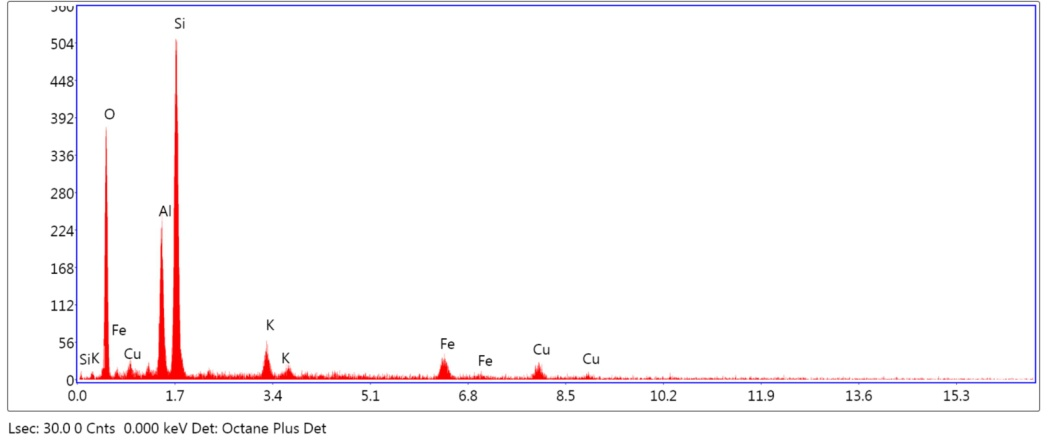 560
Si
504
448
O
392
336
280
Al
224
168
112
K
Fe
Fe
56
Cu
Cu
SiK
K
Fe
Cu
0
0.0 1.7 3.4 5.1 6.8 8.5 10.2 11.9 13.6 15.3
Lsec: 30.0 0 Cnts 0.000 keV Det: Octane Plus Det